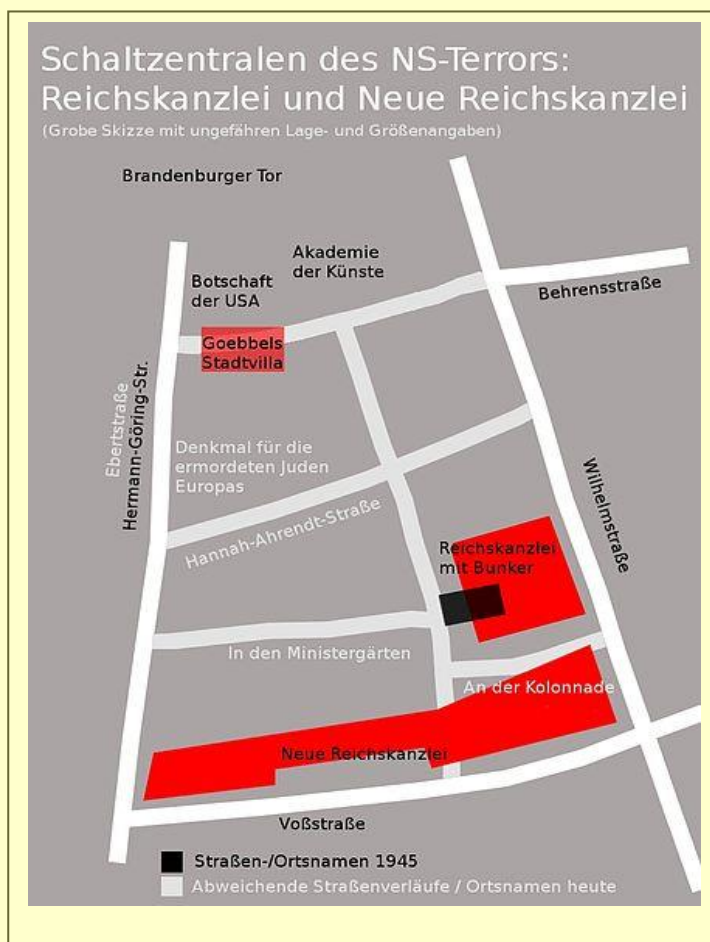 Schaltzentralen des NS-Terrors:
Reichskanzlei und Neue Reichskanzlei
(Grobe Skizze mit ungefähren Lage- und Größenangaben)
Brandenburger Tor
Akademie
der Künste
Botschaft
der USA
Behrensstraße
Goebbels
Stadtvilla
Ebertstraße
Hermann-Göring-Str.
Denkmal für die
ermordeten Juden
Europas
Hannah-Ahrendt-Straße
Wilhelmstraße
Reichskanzlei
mit Bunker
In den Ministergärten
An der Kolonnade
Neue Reichskanzlei
Voßstraße
Straßen-/Ortsnamen 1945
Abweichende Straßenverläufe / Ortsnamen heute